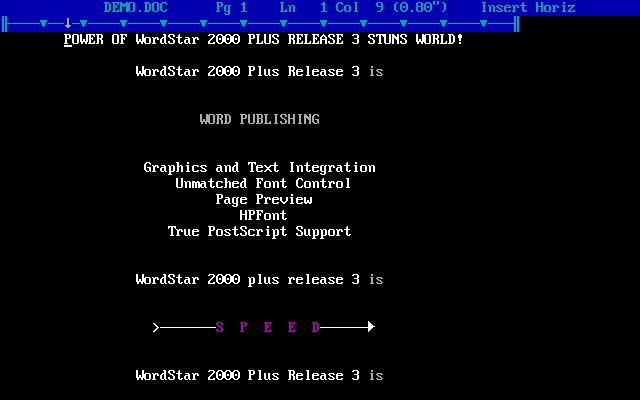 DEMO.DOC Pg 1 Ln 1 Col 9 (0.80") Insert Horiz
POWER OF WordStar 2000 PLUS RELEASE 3 STUNS WORLD!
WordStar 2000 Plus Release 3 is
WORD PUBLISHING
Graphics and Text Integration
Unmatched Font Control
Page Preview
HPFont
True PostScript Support
WordStar 2000 plus release 3 is
S P E E D
WordStar 2000 Plus Release 3 is